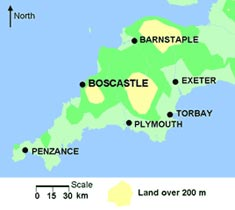 North
BARNSTAPLE
BOSCASTLE
EXETER
TORBAY
PLYMOUTH
PENZANCE
Scale
0 15 30 km
Land over 200 m